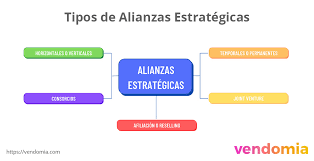 Tipos de Alianzas Estratégicas
HORIZONTALES & VERTICALES
TEMPORALES & PERMANENTES
ALIANZAS
ESTRATÉGICAS
CONSORCIOS
JOINT VENTURE
AFILIACIÓN & RESELLING
https://vendomia.com
vendomia